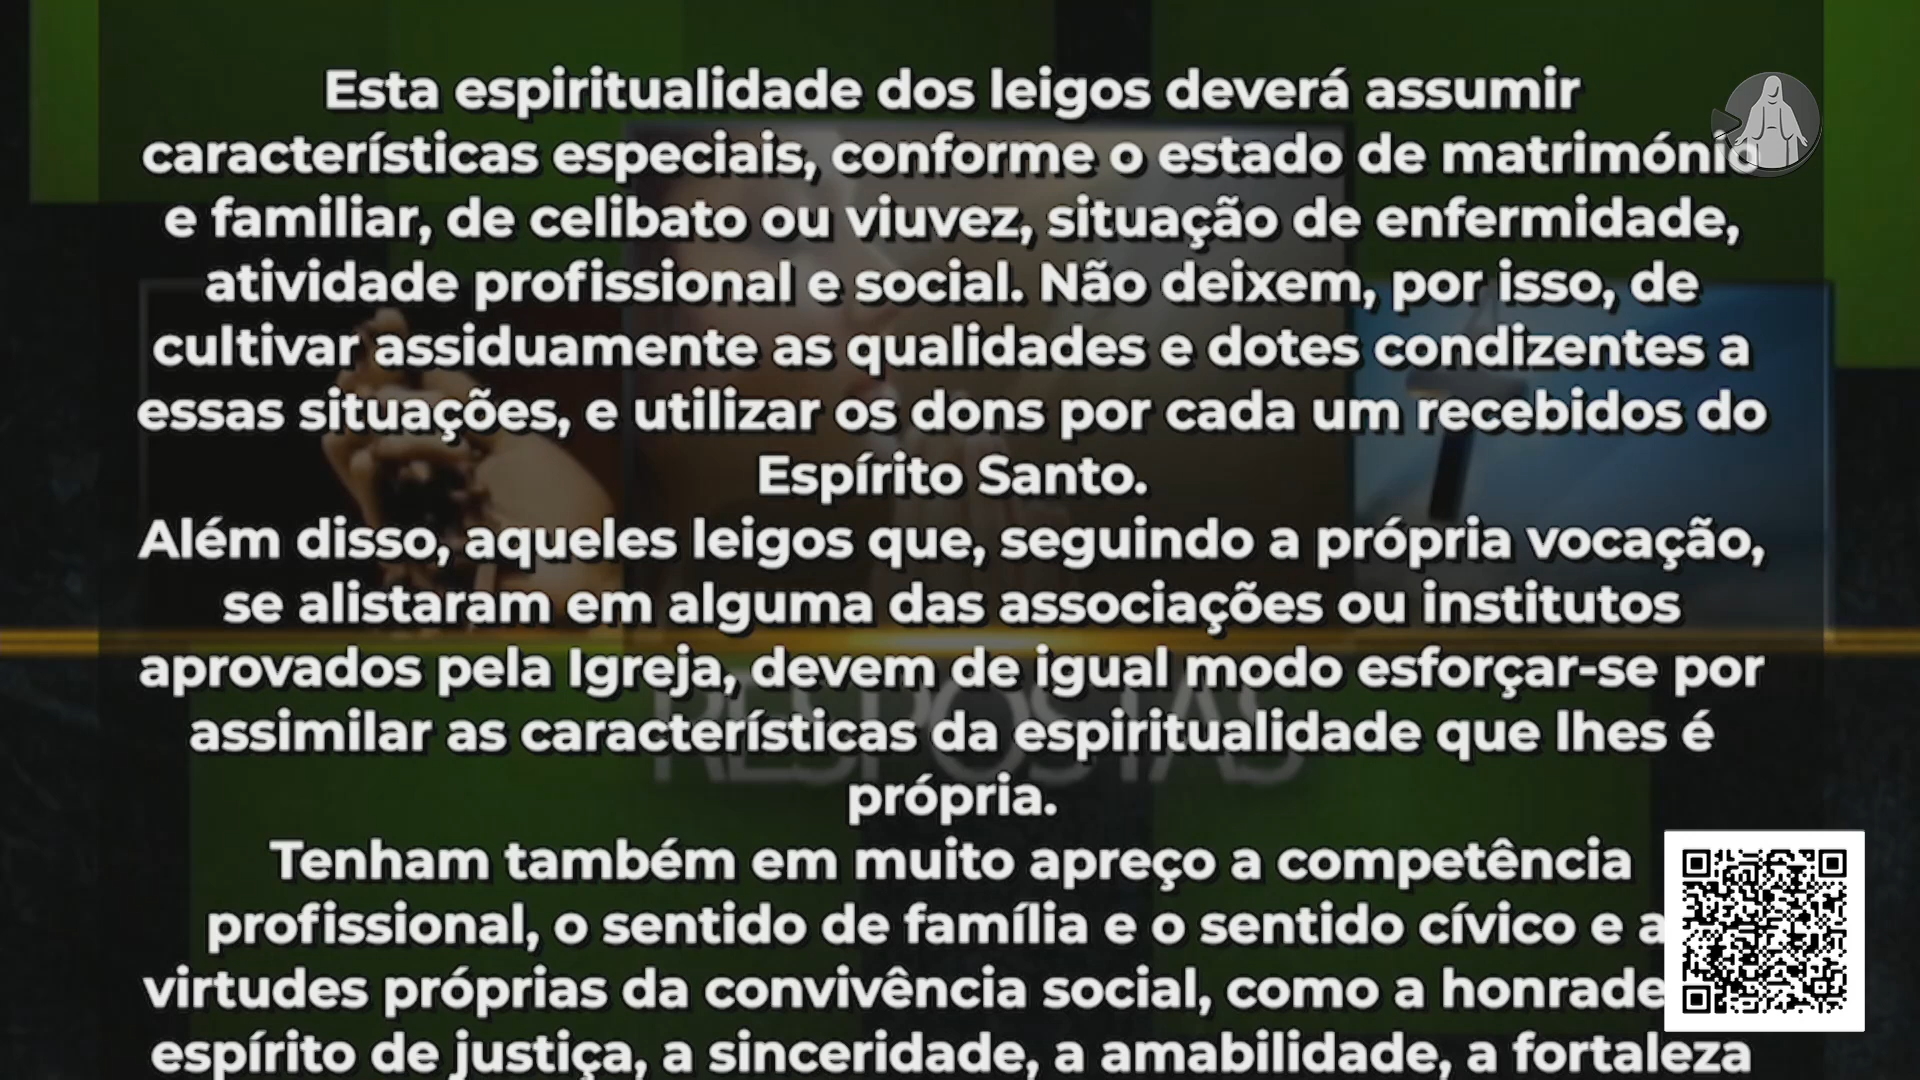 Esta espiritualidade dos leigos deverá assumir
características especiais, conforme o estado de matrimónio
e familiar, de celibato ou viuvez, situação de enfermidade,
atividade profissional e social. Não deixem, por isso, de
cultivar assiduamente as qualidades e dotes condizentes a
essas situações, e utilizar os dons por cada um recebidos do
Espírito Santo.
Além disso, aqueles leigos que, seguindo a própria vocação,
se alistaram em alguma das associações ou institutos
aprovados pela Igreja, devem de igual modo esforçar-se por
assimilar as características da espiritualidade que lhes é
RESPOSTAS
própria.
Tenham também em muito apreço a competência
profissional, o sentido de família e o sentido cívico e
virtudes próprias da convivência social, como a
espírito de justiça, a sinceridade, a amabilidade, a fortaleza